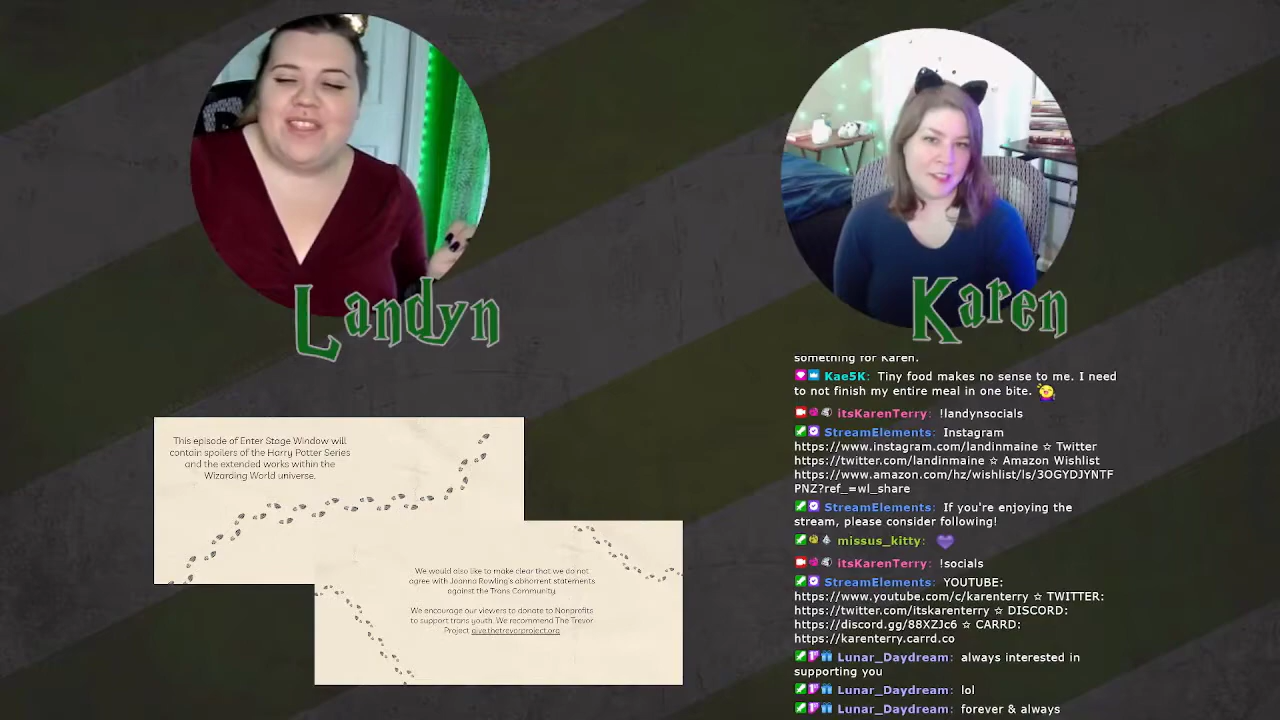 Landyn
Karen
This episode of Enter Stage Window will
contain spoilers of the Harry Potter Series
and the extended works within the
Wizarding World universe.
We would also like to make clear that we do not
agree with Joanna Rowling's abhorrent statements
against the Trans Community.
We encourage our viewers to donate to Nonprofits
to support trans youth. We recommend The Trevor
Project give.thetrevorproject.org
something for Karen.
Kae5K: Tiny food makes no sense to me. I need
to not finish my entire meal in one bite.
itsKarenTerry: !landynsocials
StreamElements: Instagram
https://www.instagram.com/landinmaine ☆ Twitter
https://twitter.com/landinmaine ☆ Amazon Wishlist
https://www.amazon.com/hz/wishlist/ls/3OGYDJYNTF
PNZ?ref_=wl_share
StreamElements: If you're enjoying the
stream, please consider following!
missus_kitty:
itsKarenTerry: !socials
StreamElements: YOUTUBE:
https://www.youtube.com/c/karenterry ☆ TWITTER:
https://twitter.com/itskarenterry ☆ DISCORD:
https://discord.gg/88XZJc6 ☆ CARRD:
https://karenterry.carrd.co
Lunar_Daydream: always interested in
supporting you
Lunar_Daydream: lol
Lunar_Daydream: forever & always